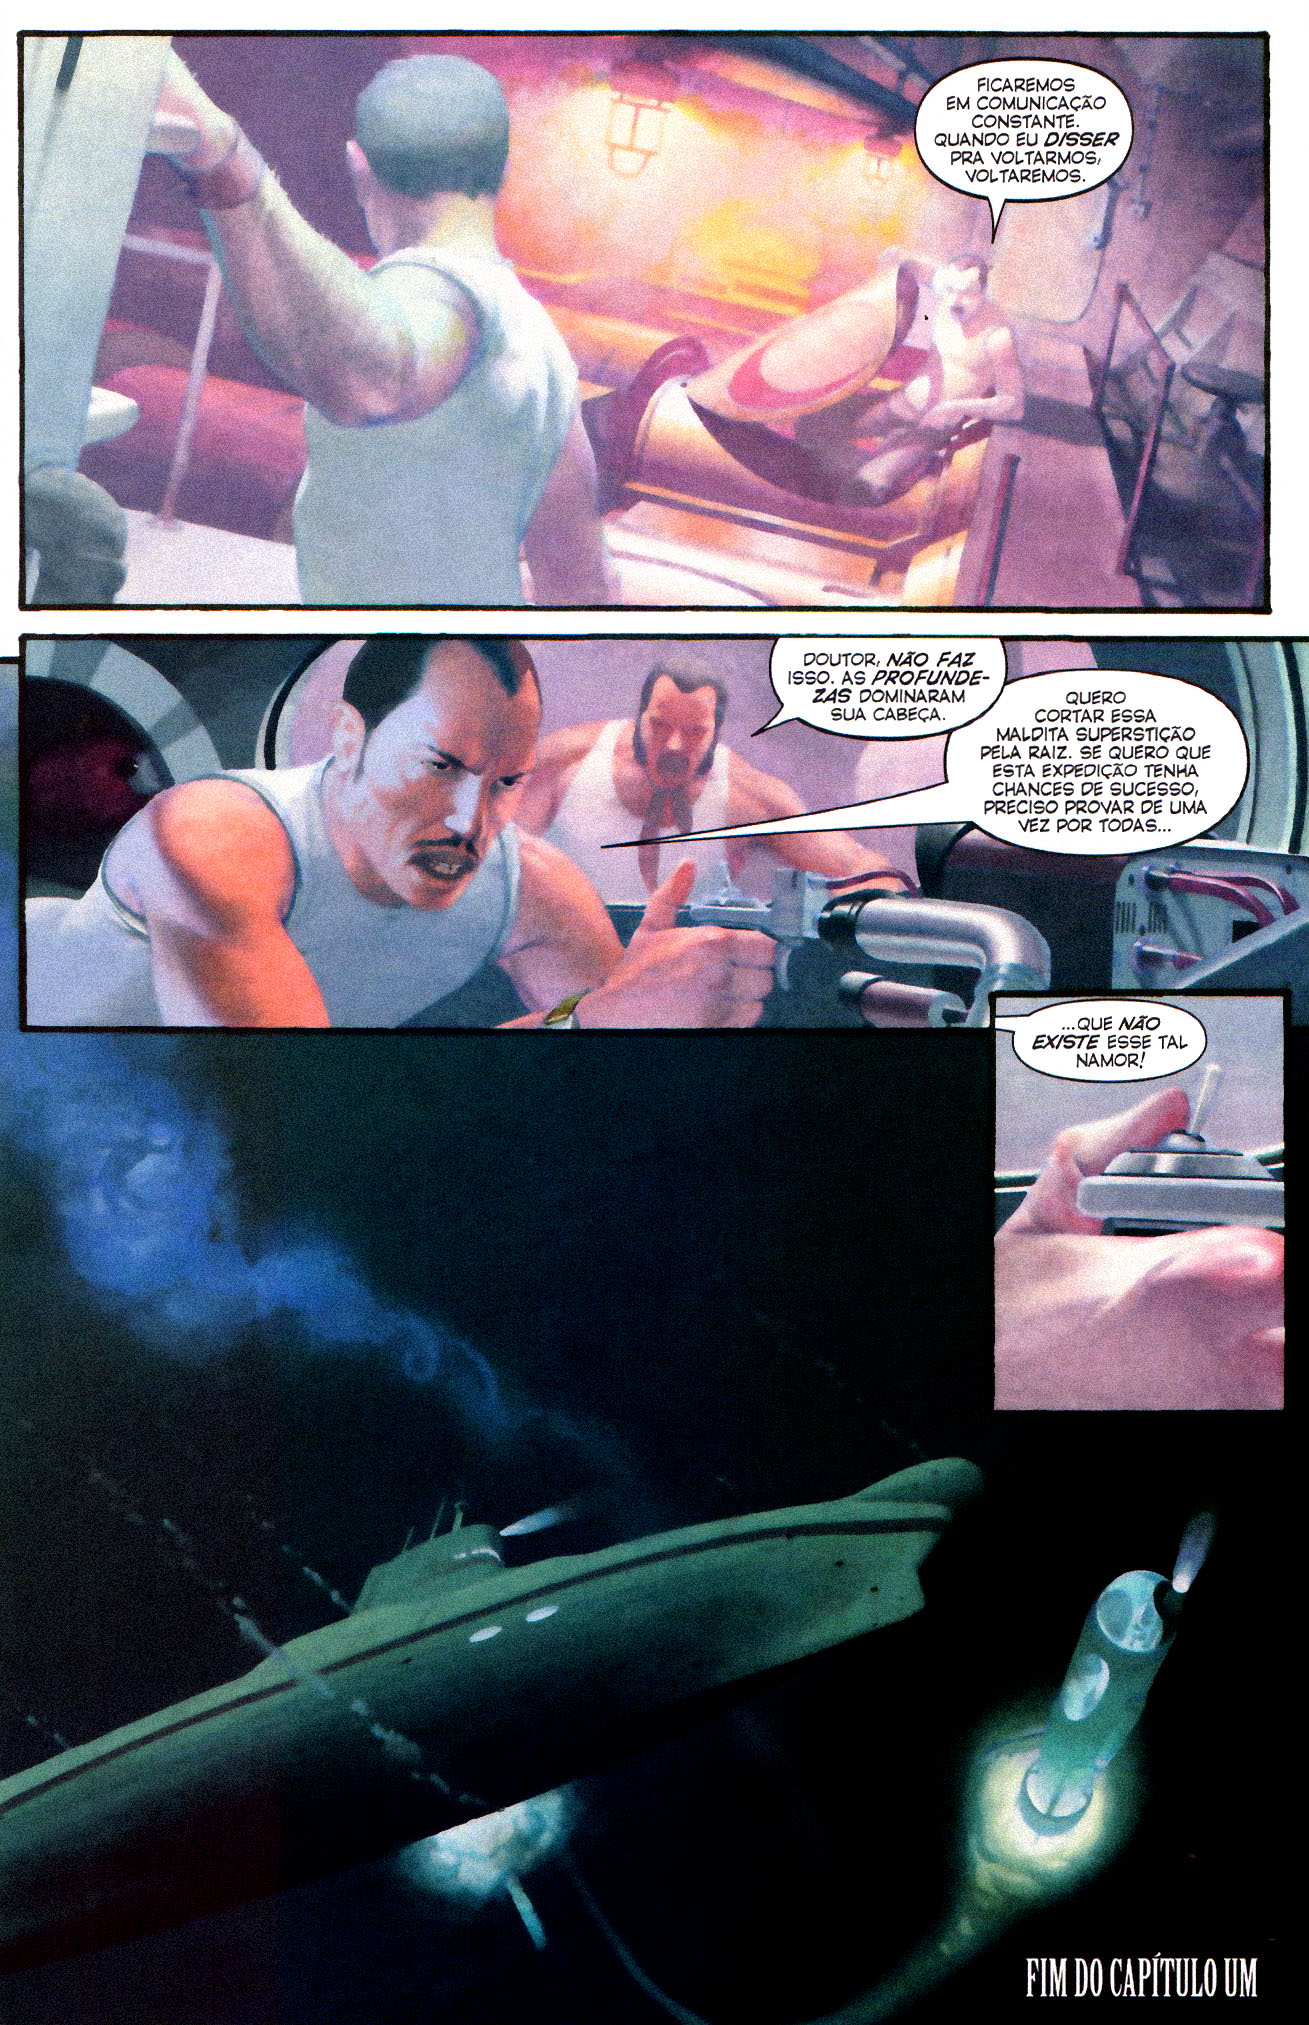 FICAREMOS
EM COMUNICAÇÃO
CONSTANTE.
QUANDO EU DISSER
PRA VOLTARMOS,
VOLTAREMOS.
DOUTOR, NÃO FAZ
ISSO. AS PROFUNDE-
ZAS DOMINARAM
SUA CABEÇA.
QUERO
CORTAR ESSA
MALDITA SUPERSTIÇÃO
PELA RAIZ. SE QUERO QUE
ESTA EXPEDIÇÃO TENHA
CHANCES DE SUCESSO,
PRECISO PROVAR DE UMA
VEZ POR TODAS...
...QUE NÃO
EXISTE ESSE TAL
NAMOR!
FIM DO CAPÍTULO UM